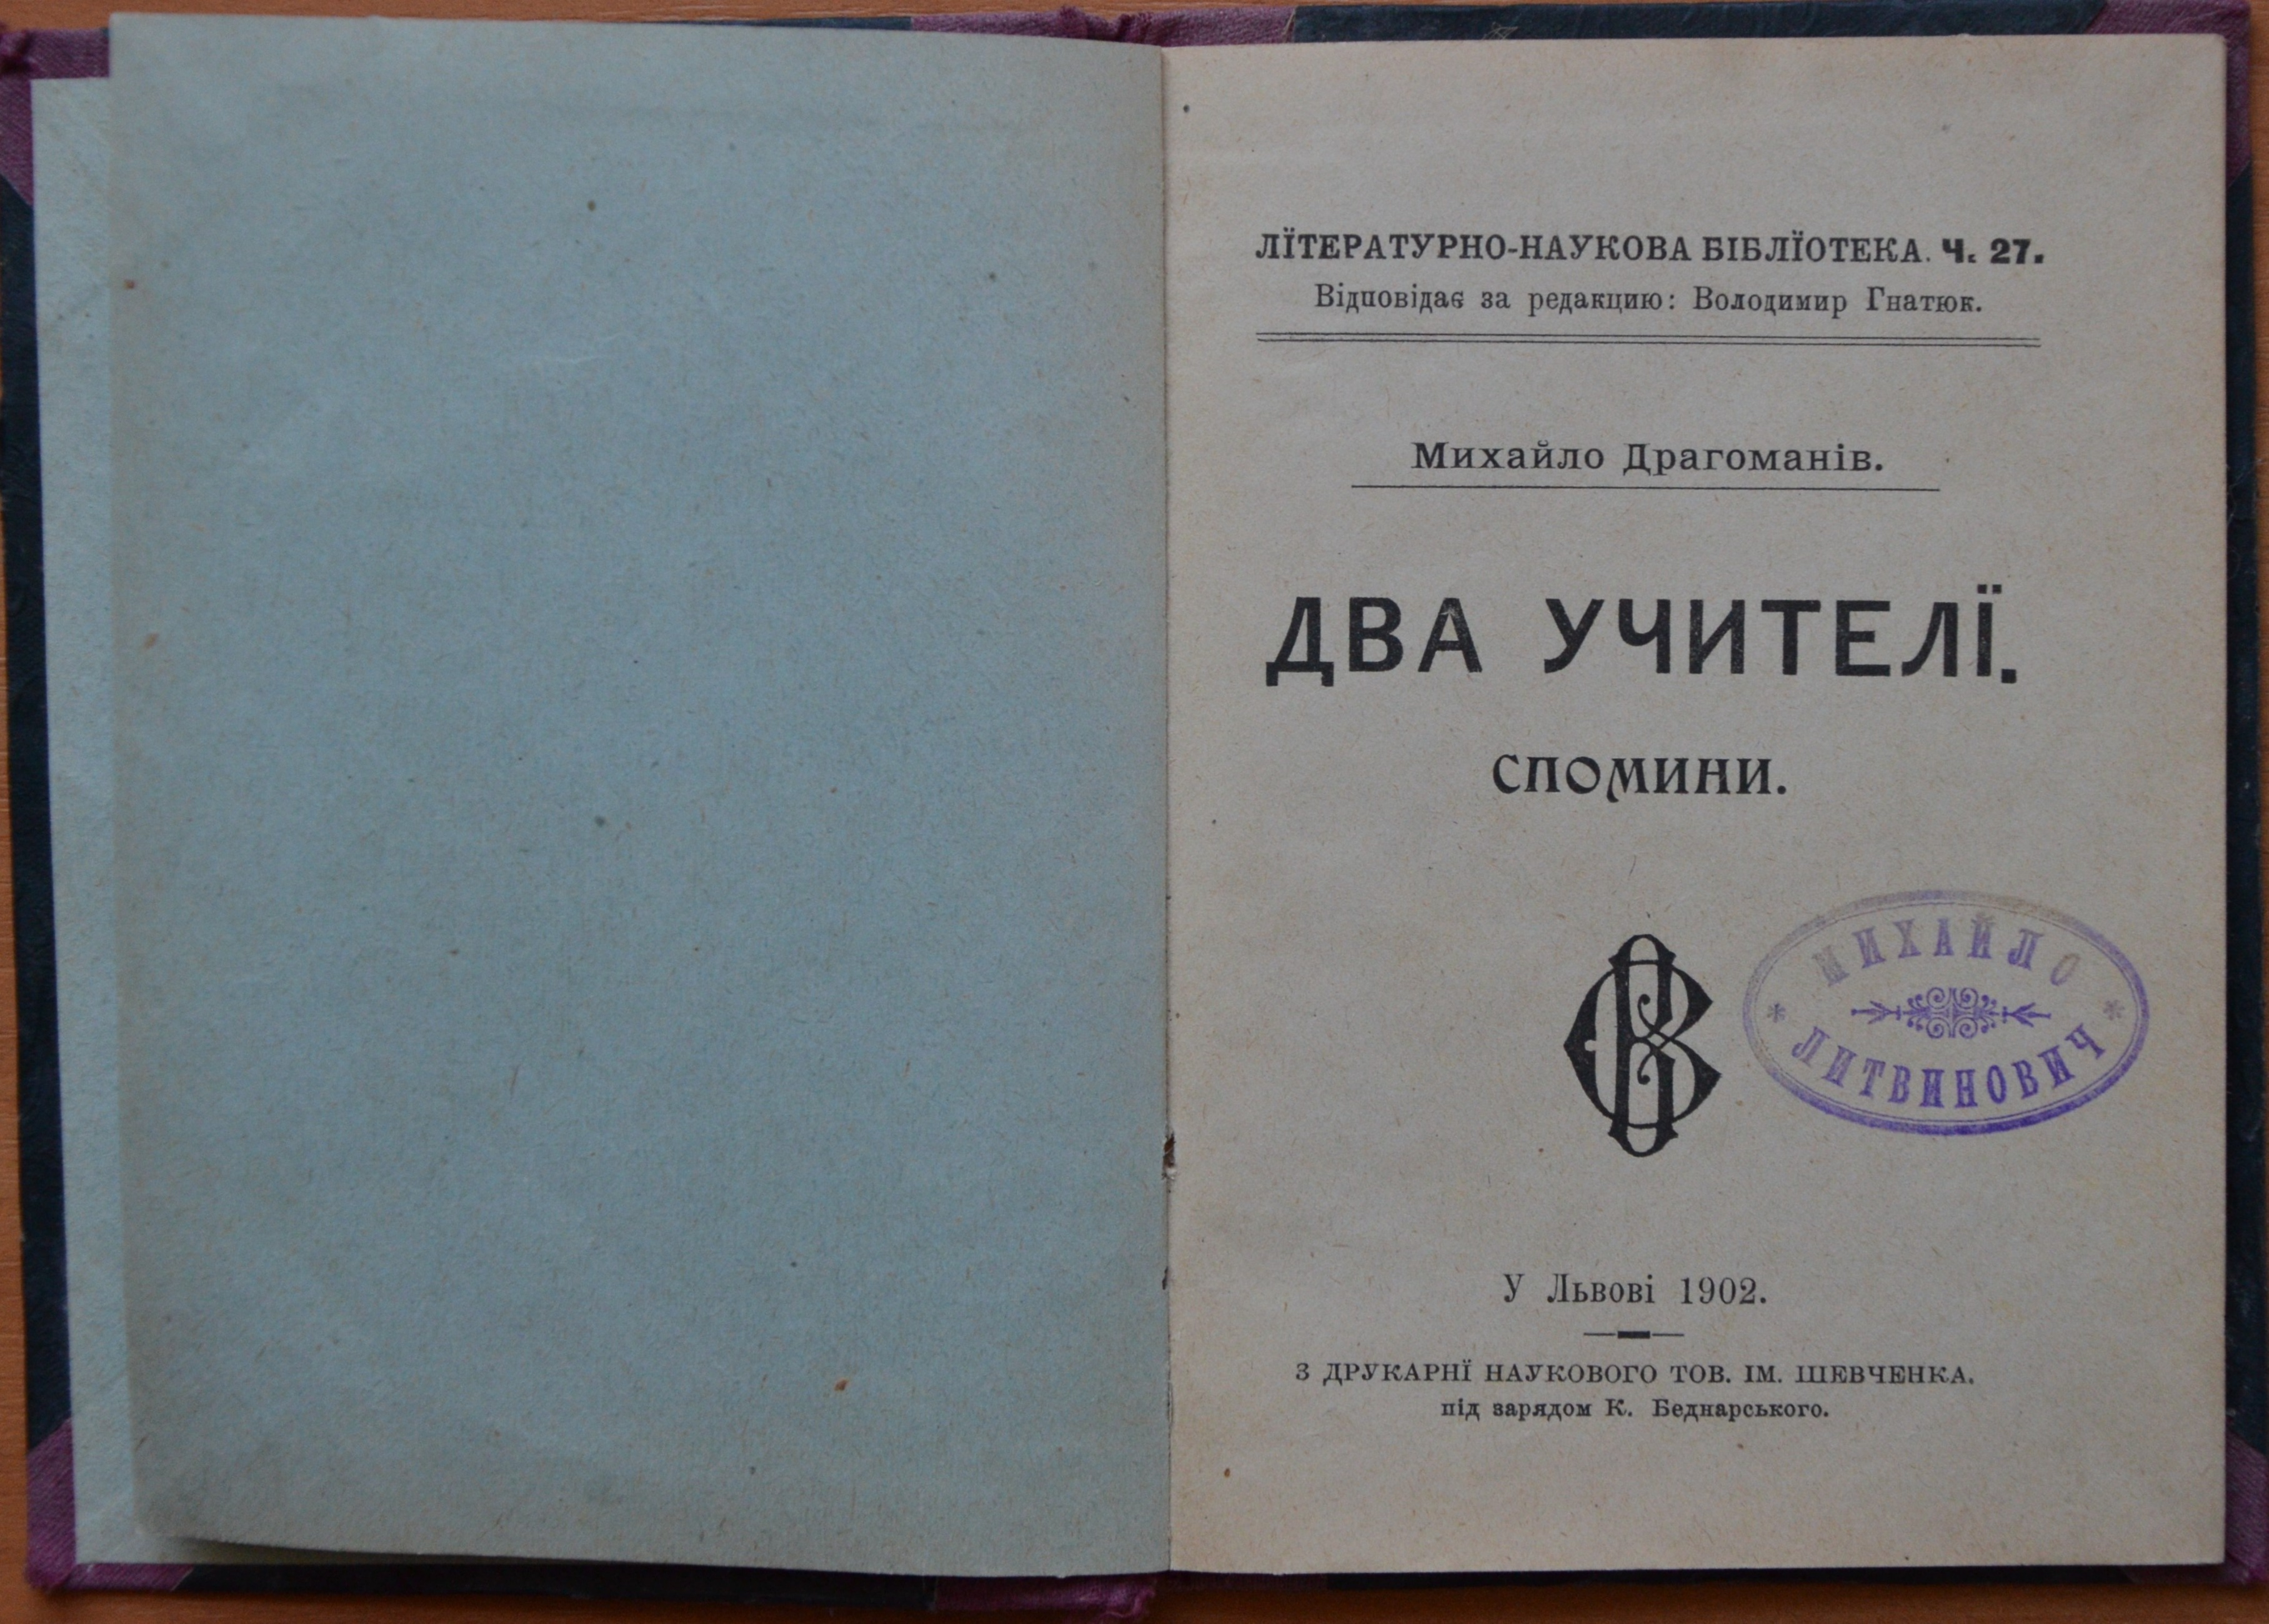 ЛЇТЕРАТУРНО-НАУКОВА БІБЛЇОТЕКА. Ч. 27.
Відповідає за редакцию: Володимир Гнатюк.
Михайло Драгоманів.
ДВА УЧИТЕЛЇ.
СПОМИНИ.
МИХАЙЛО
ЛИТВИНОВИЧ
У Львові 1902.
З ДРУКАРНЇ НАУКОВОГО ТОВ. ІМ. ШЕВЧЕНКА.
під зарядом К. Беднарського.